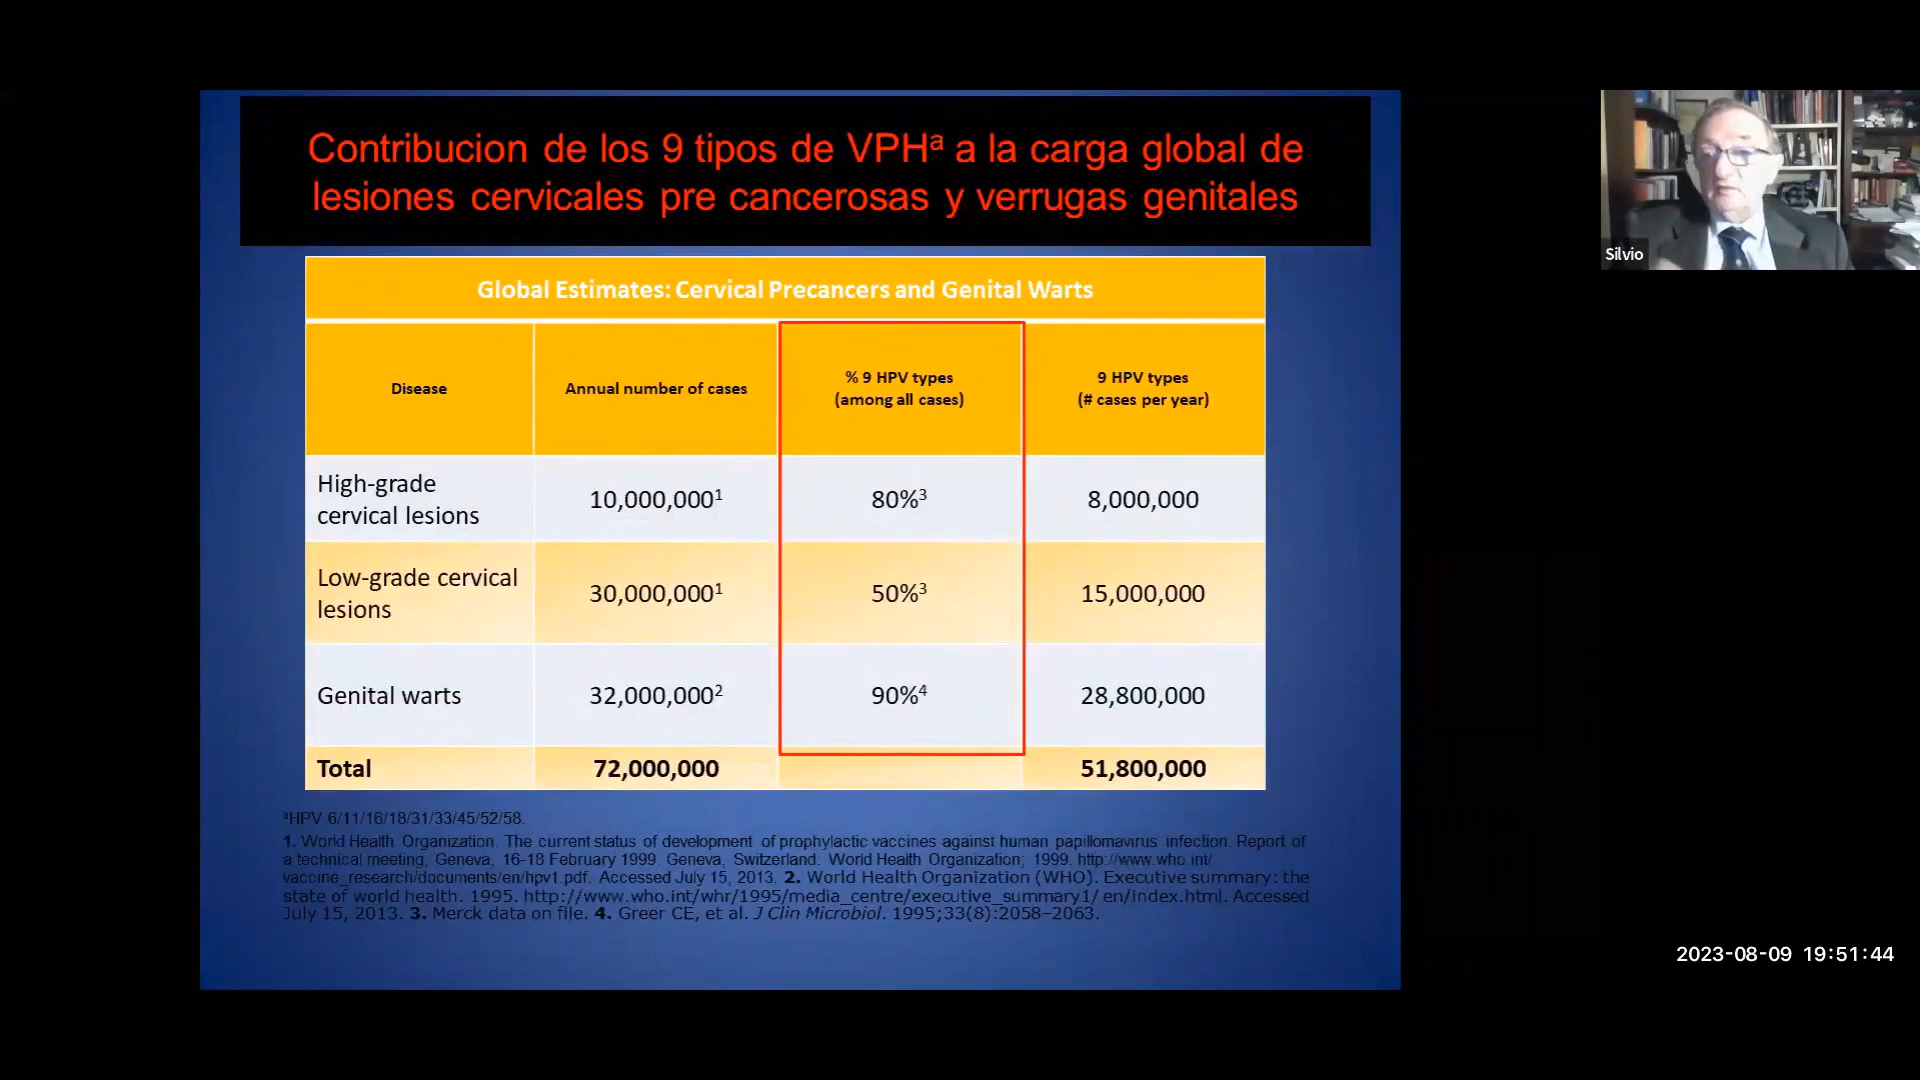 Contribucion de los 9 tipos de VPHª a la carga global de
lesiones cervicales pre cancerosas y verrugas genitales
Global Estimates: Cervical Precancers and Genital Warts
Disease
Annual number of cases
% 9 HPV types
(among all cases)
9 HPV types
(# cases per year)
High-grade
cervical lesions
10,000,000¹
80%³
8,000,000
Low-grade cervical
lesions
30,000,000¹
50%³
15,000,000
Genital warts
32,000,000²
90%⁴
28,800,000
Total
72,000,000
51,800,000
ªHPV 6/11/16/18/31/33/45/52/58.
1. World Health Organization. The current status of development of prophylactic vaccines against human papillomavirus infection. Report of
a technical meeting, Geneva, 16-18 February 1999. Geneva, Switzerland: World Health Organization; 1999. http://www.who.int/
vaccine_research/documents/en/hpv1.pdf. Accessed July 15, 2013. 2. World Health Organization (WHO). Executive summary: the
state of world health. 1995. http://www.who.int/whr/1995/media_centre/executive_summary1/ en/index.html. Accessed
July 15, 2013. 3. Merck data on file. 4. Greer CE, et al. J Clin Microbiol. 1995;33(8):2058–2063.
Silvio
2023-08-09 19:51:44